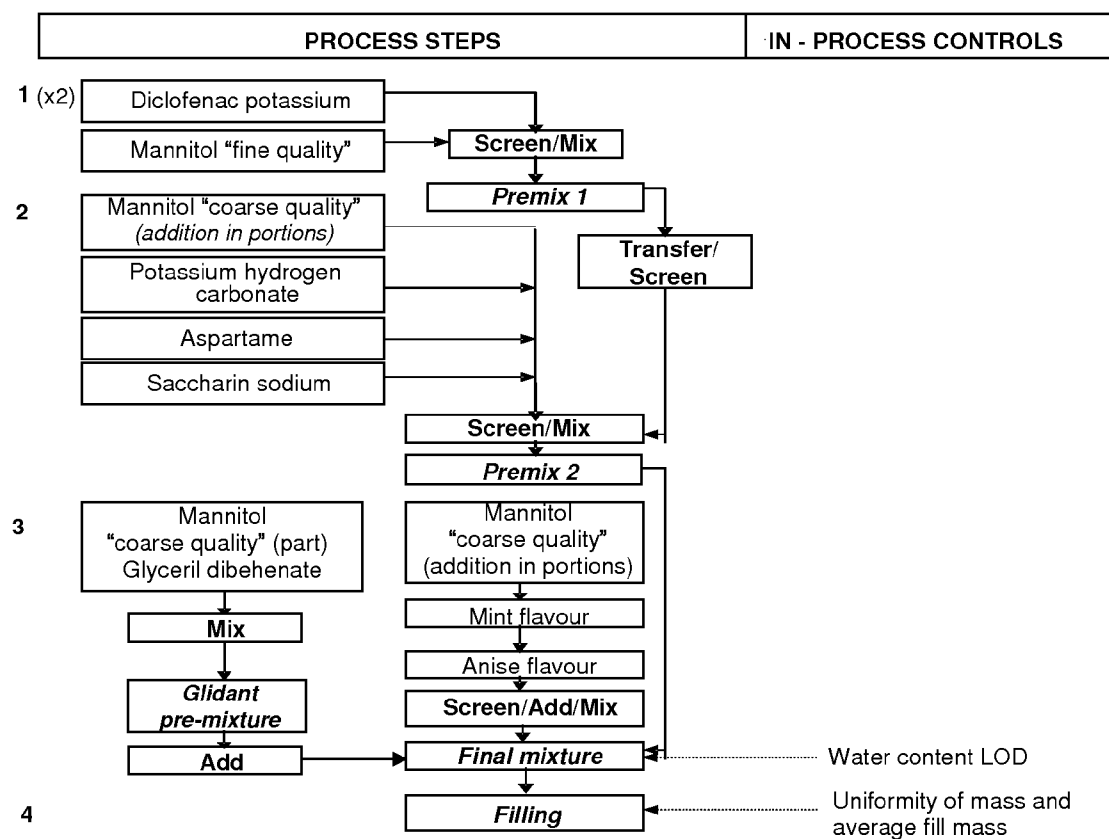 PROCESS STEPS
IN - PROCESS CONTROLS
1 (x2)
Diclofenac potassium
Mannitol “fine quality”
Screen/Mix
Premix 1
2
Mannitol “coarse quality”
(addition in portions)
Transfer/
Screen
Potassium hydrogen
carbonate
Aspartame
Saccharin sodium
Screen/Mix
Premix 2
3
Mannitol
“coarse quality” (part)
Glyceril dibehenate
Mannitol
“coarse quality”
(addition in portions)
Mix
Mint flavour
Anise flavour
Glidant
pre-mixture
Screen/Add/Mix
Add
Final mixture
Water content LOD
4
Filling
Uniformity of mass and
average fill mass